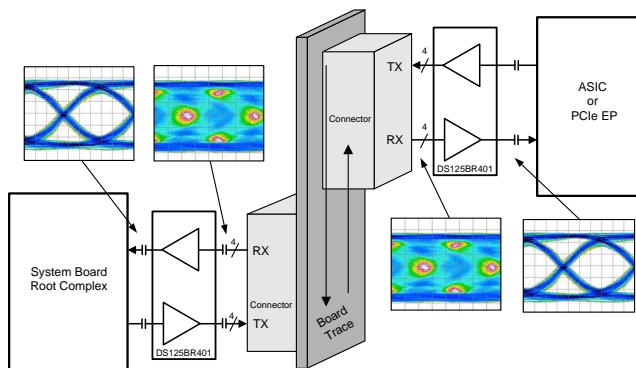 TX
4
Connector
RX
4
DS125BR401
ASIC
or
PCIe EP
System Board
Root Complex
4
RX
Connector
4
TX
DS125BR401
Board
Trace